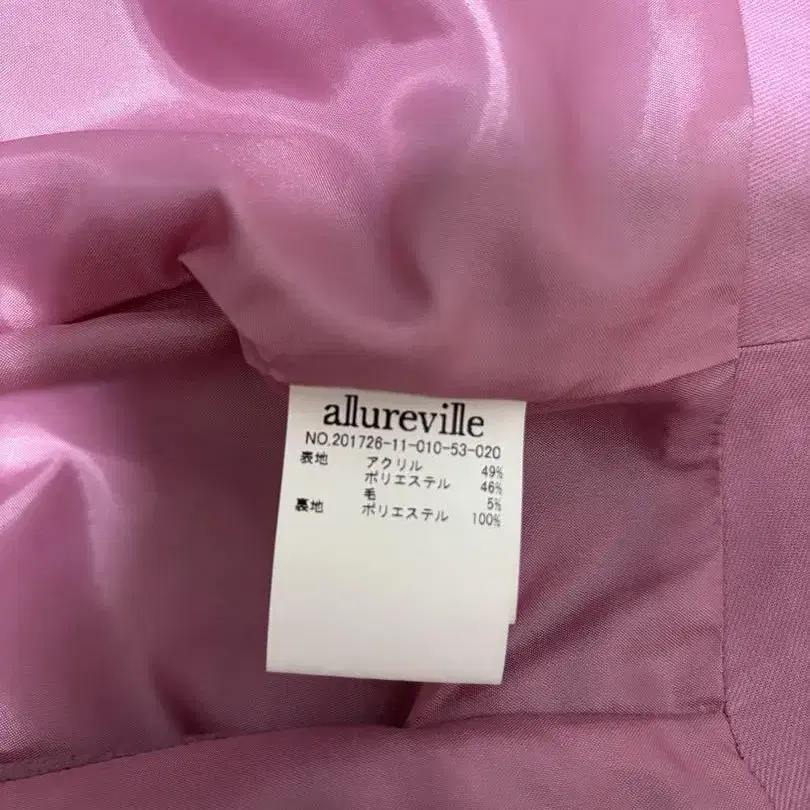 allureville
NO.201726-11-010-53-020
表地 アクリル 49%
ポリエステル 46%
毛 5%
裏地 ポリエステル 100%